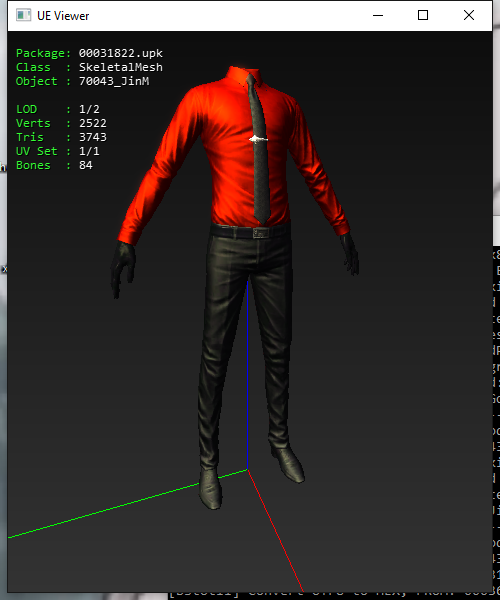 UE Viewer
Package: 00031822.upk
Class : SkeletalMesh
Object : 70043_JinM
LOD : 1/2
Verts : 2522
Tris : 3743
UV Set : 1/1
Bones : 84